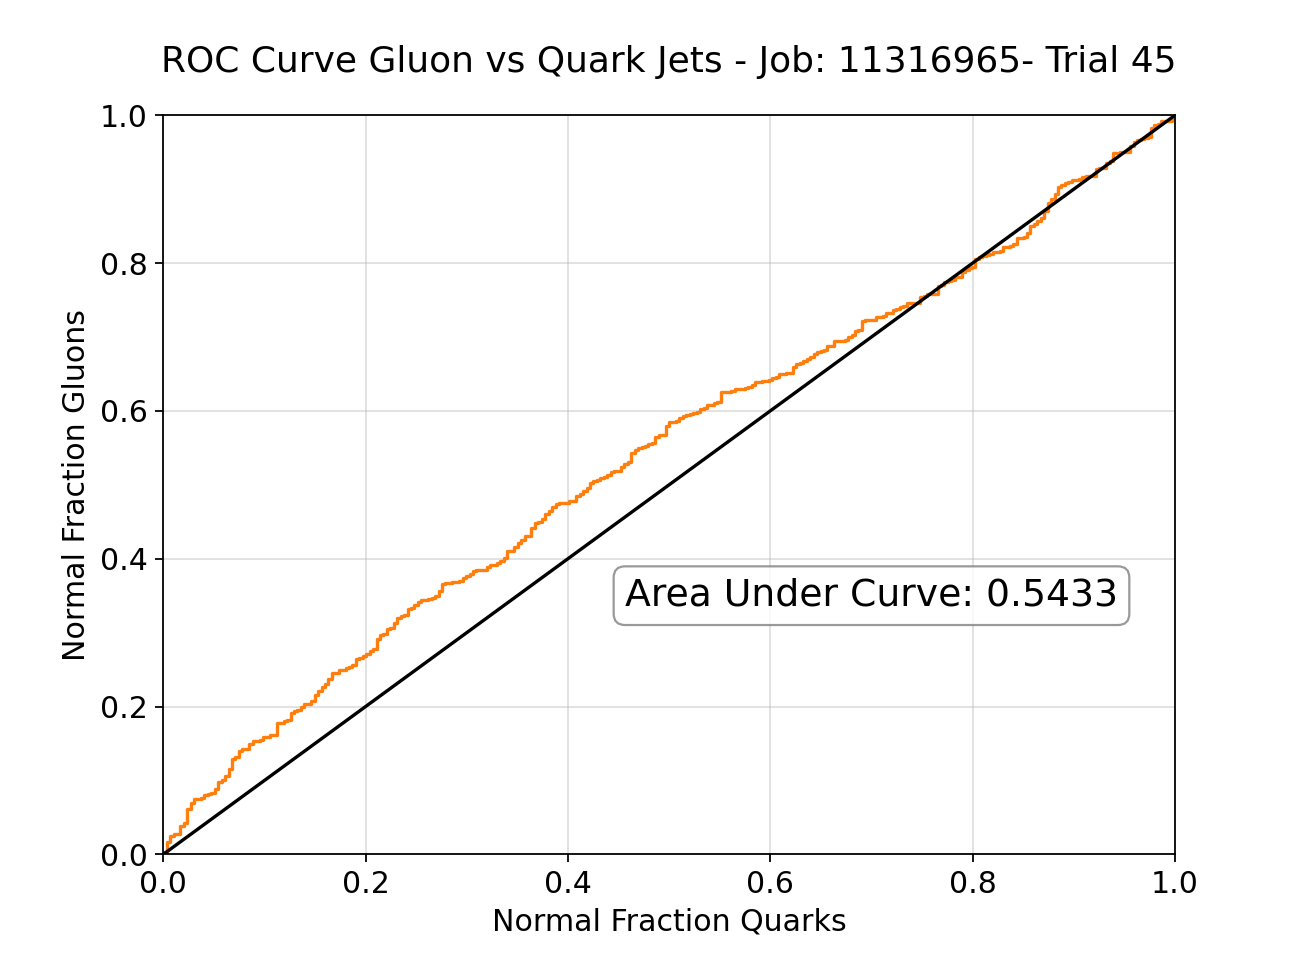 ROC Curve Gluon vs Quark Jets - Job: 11316965- Trial 45
Normal Fraction Gluons
1.0
0.8
0.6
0.4
0.2
0.0
Area Under Curve: 0.5433
0.0 0.2 0.4 0.6 0.8 1.0
Normal Fraction Quarks